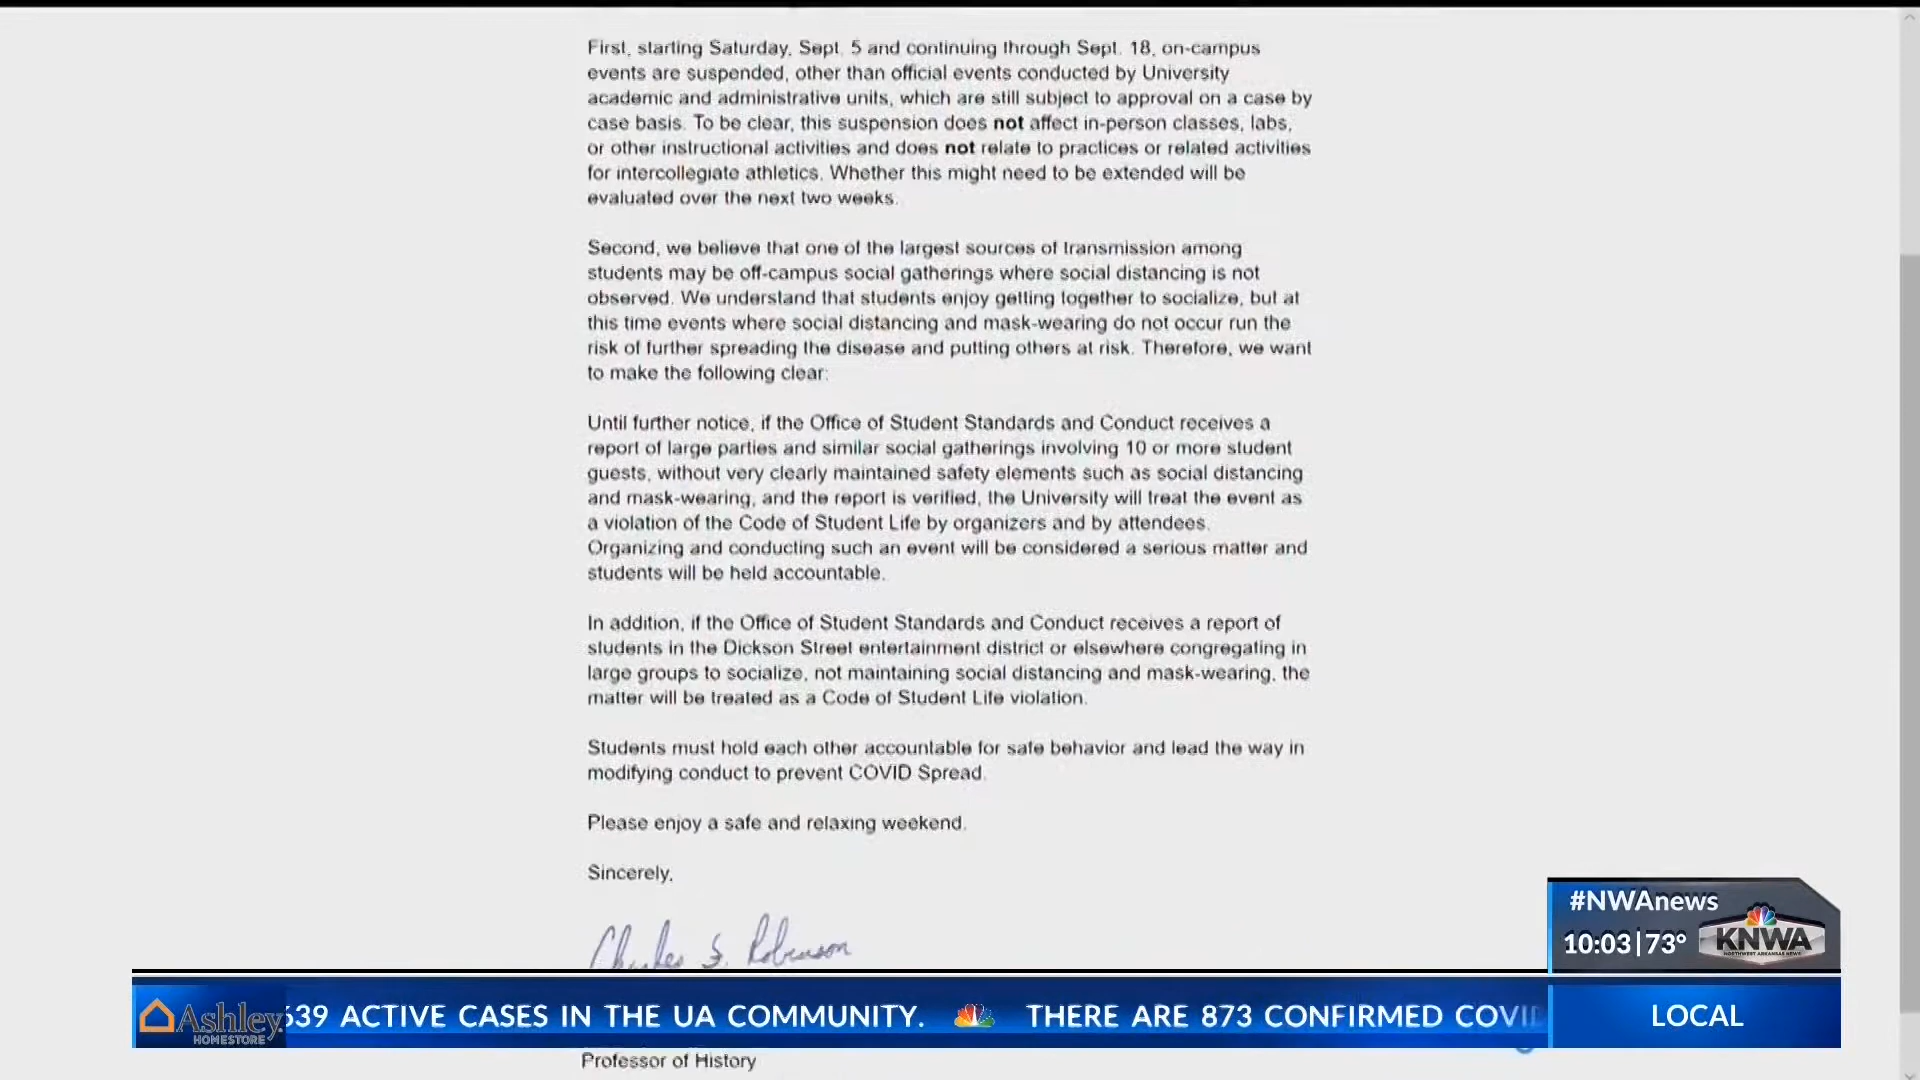 First, starting Saturday, Sept. 5 and continuing through Sept. 18, on-campus
events are suspended, other than official events conducted by University
academic and administrative units, which are still subject to approval on a case by
case basis. To be clear, this suspension does not affect in-person classes, labs,
or other instructional activities and does not relate to practices or related activities
for intercollegiate athletics. Whether this might need to be extended will be
evaluated over the next two weeks.
Second, we believe that one of the largest sources of transmission among
students may be off-campus social gatherings where social distancing is not
observed. We understand that students enjoy getting together to socialize, but at
this time events where social distancing and mask-wearing do not occur run the
risk of further spreading the disease and putting others at risk. Therefore, we want
to make the following clear:
Until further notice, if the Office of Student Standards and Conduct receives a
report of large parties and similar social gatherings involving 10 or more student
guests, without very clearly maintained safety elements such as social distancing
and mask-wearing, and the report is verified, the University will treat the event as
a violation of the Code of Student Life by organizers and by attendees.
Organizing and conducting such an event will be considered a serious matter and
students will be held accountable.
In addition, if the Office of Student Standards and Conduct receives a report of
students in the Dickson Street entertainment district or elsewhere congregating in
large groups to socialize, not maintaining social distancing and mask-wearing, the
matter will be treated as a Code of Student Life violation.
Students must hold each other accountable for safe behavior and lead the way in
modifying conduct to prevent COVID Spread.
Please enjoy a safe and relaxing weekend.
Sincerely,
Charles F. Robinson
#NWAnews
10:03|73° KNWA
NORTHWEST ARKANSAS NEWS
Ashley HOMESTORE 639 ACTIVE CASES IN THE UA COMMUNITY. THERE ARE 873 CONFIRMED COVID LOCAL
Professor of History